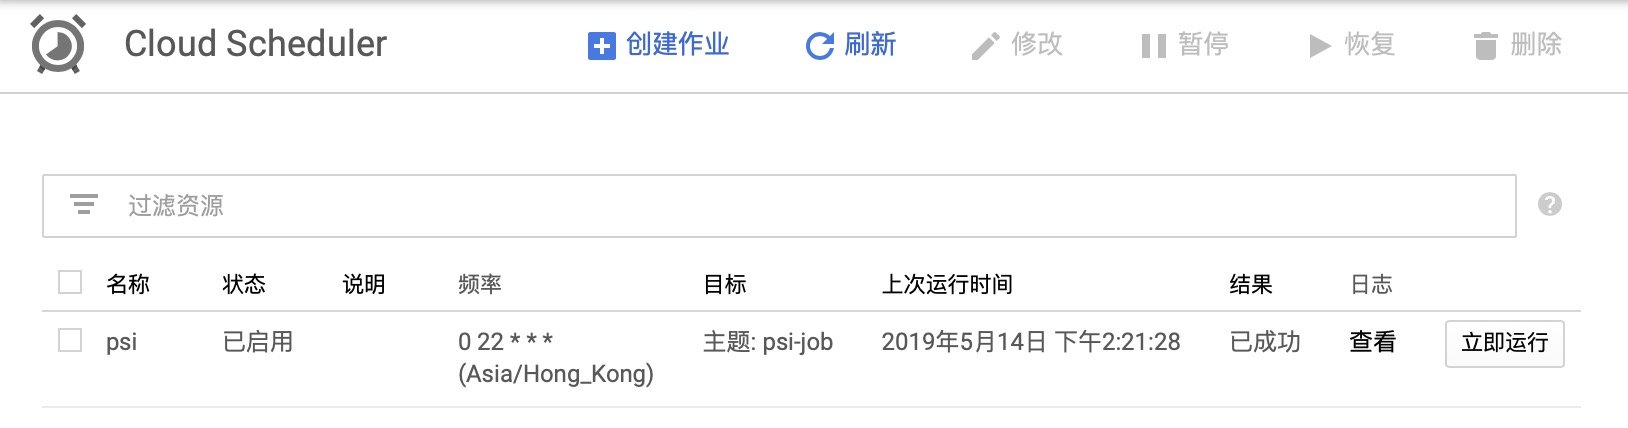 Cloud Scheduler 创建作业 刷新 修改 暂停 恢复 删除
过滤资源
名称 状态 说明 频率 目标 上次运行时间 结果 日志
psi 已启用 0 22 * * * 主题: psi-job 2019年5月14日 下午2:21:28 已成功 查看 立即运行
(Asia/Hong_Kong)